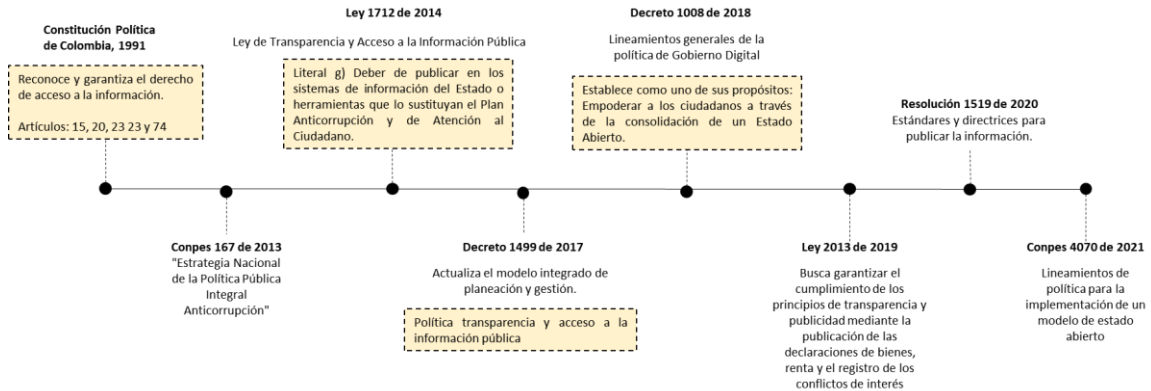 Constitución Política
de Colombia, 1991
Reconoce y garantiza el derecho
de acceso a la información.
Artículos: 15, 20, 23 23 y 74
Conpes 167 de 2013
"Estrategia Nacional
de la Política Pública
Integral
Anticorrupción"
Ley 1712 de 2014
Ley de Transparencia y Acceso a la Información Pública
Literal g) Deber de publicar en los
sistemas de información del Estado o
herramientas que lo sustituyan el Plan
Anticorrupción y de Atención al
Ciudadano.
Decreto 1499 de 2017
Actualiza el modelo integrado de
planeación y gestión.
Política transparencia y acceso a la
información pública
Decreto 1008 de 2018
Lineamientos generales de la
política de Gobierno Digital
Establece como uno de sus propósitos:
Empoderar a los ciudadanos a través
de la consolidación de un Estado
Abierto.
Ley 2013 de 2019
Busca garantizar el
cumplimiento de los
principios de transparencia y
publicidad mediante la
publicación de las
declaraciones de bienes,
renta y el registro de los
conflictos de interés
Resolución 1519 de 2020
Estándares y directrices para
publicar la información.
Conpes 4070 de 2021
Lineamientos de
política para la
implementación de un
modelo de estado
abierto